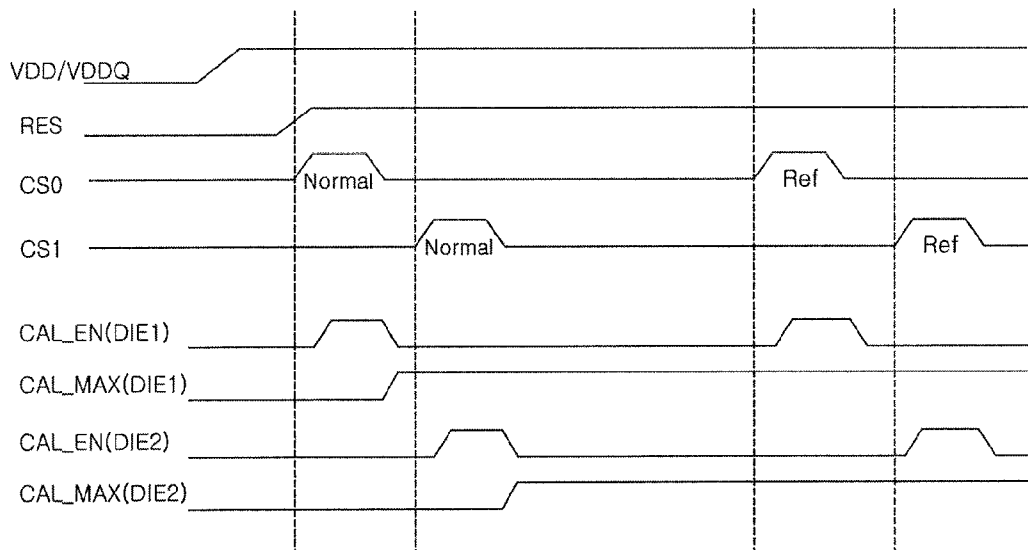 VDD/VDDQ
RES
CS0
Normal
Ref
CS1
Normal
Ref
CAL_EN(DIE1)
CAL_MAX(DIE1)
CAL_EN(DIE2)
CAL_MAX(DIE2)